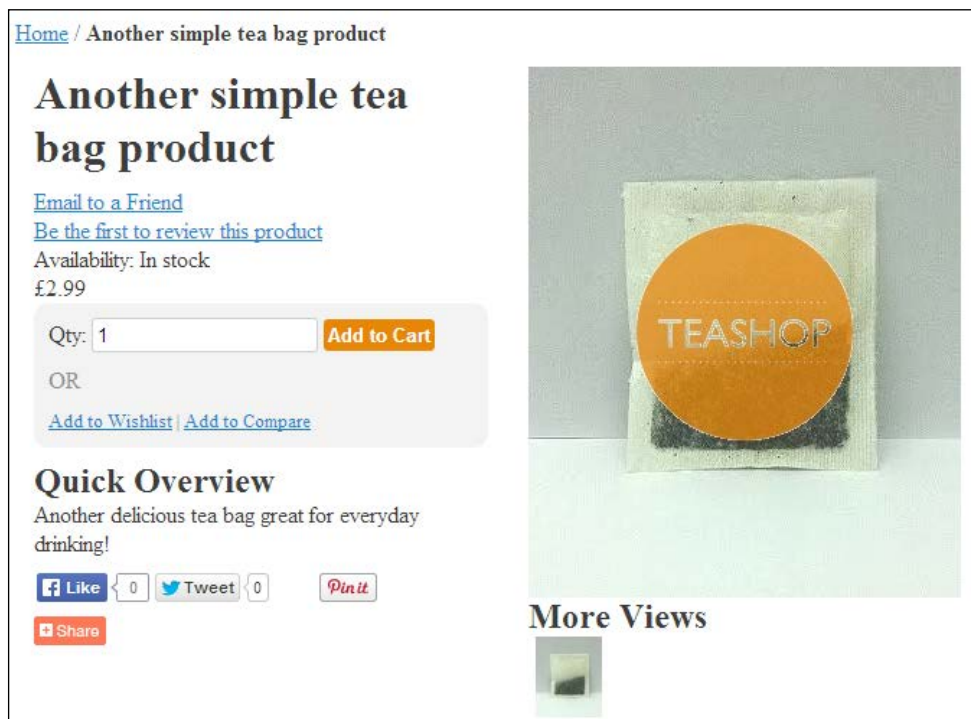 Home / Another simple tea bag product
Another simple tea
bag product
Email to a Friend
Be the first to review this product
Availability: In stock
£2.99
Qty: 1 Add to Cart
OR
Add to Wishlist | Add to Compare
Quick Overview
Another delicious tea bag great for everyday
drinking!
Like 0 Tweet 0 Pin it
Share
TEASHOP
More Views